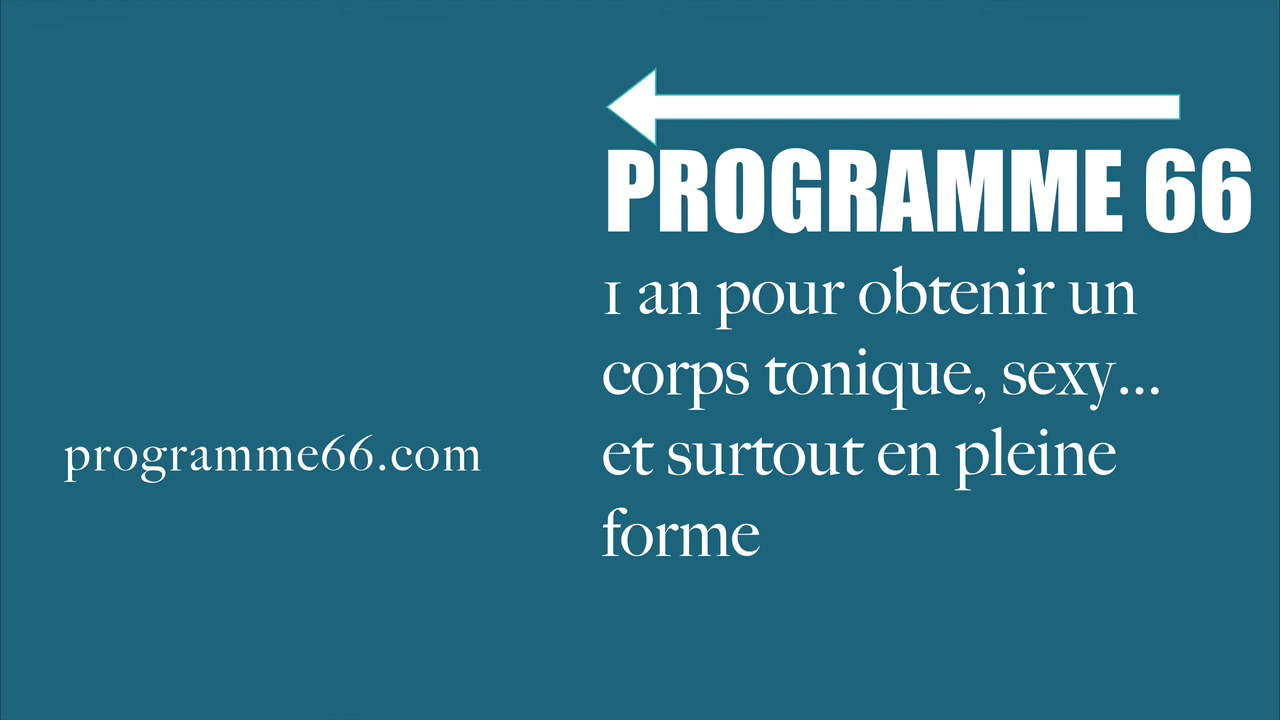 PROGRAMME 66
1 an pour obtenir un
corps tonique, sexy...
et surtout en pleine
forme
programme66.com